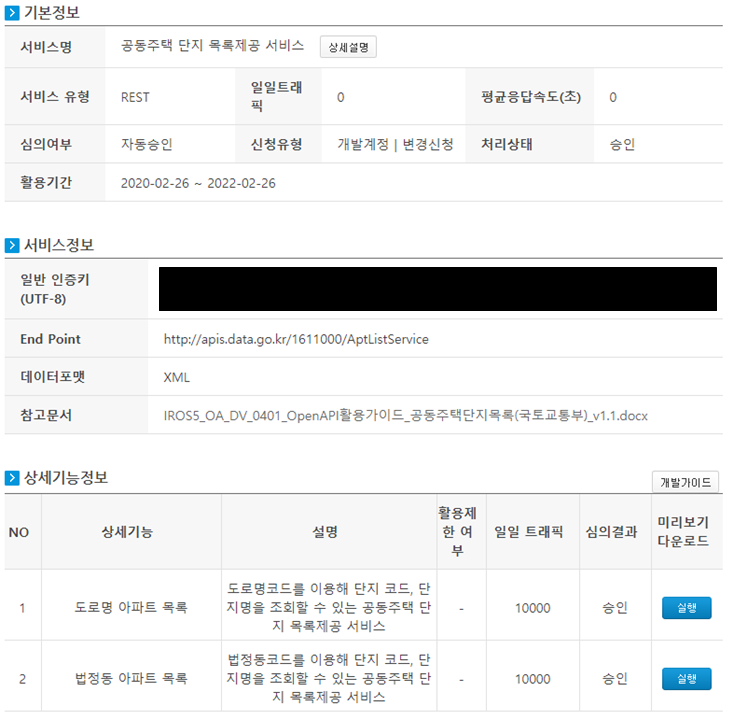 기본정보
서비스명 공동주택 단지 목록제공 서비스 상세설명
서비스 유형 REST 일일트래픽 0 평균응답속도(초) 0
심의여부 자동승인 신청유형 개발계정 | 변경신청 처리상태 승인
활용기간 2020-02-26 ~ 2022-02-26
서비스정보
일반 인증키
(UTF-8)
End Point http://apis.data.go.kr/1611000/AptListService
데이터포맷 XML
참고문서 IROS5_OA_DV_0401_OpenAPI활용가이드_공동주택단지목록(국토교통부)_v1.1.docx
상세기능정보 개발가이드
NO 상세기능 설명 활용제한 여부 일일 트래픽 심의결과 미리보기 다운로드
1 도로명 아파트 목록 도로명코드를 이용해 단지 코드, 단지명을 조회할 수 있는 공동주택 단지 목록제공 서비스 - 10000 승인 실행
2 법정동 아파트 목록 법정동코드를 이용해 단지 코드, 단지명을 조회할 수 있는 공동주택 단지 목록제공 서비스 - 10000 승인 실행